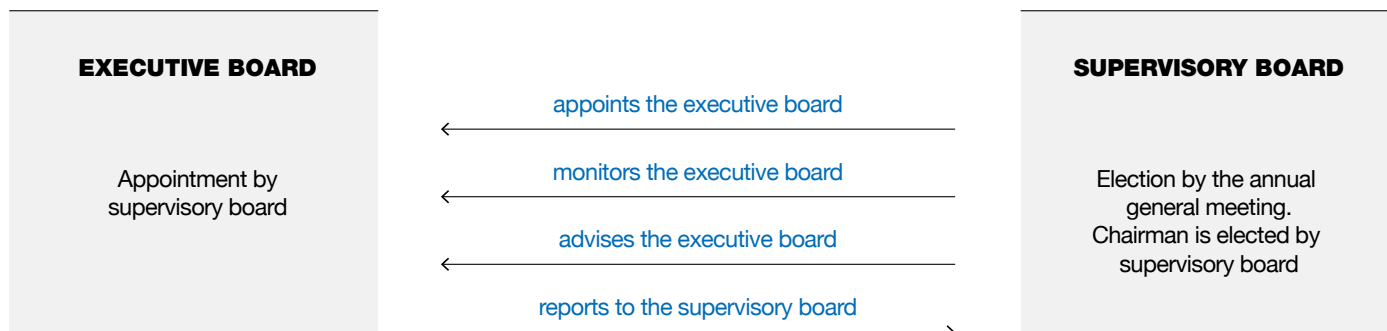 EXECUTIVE BOARD
Appointment by
supervisory board
appoints the executive board
monitors the executive board
advises the executive board
reports to the supervisory board
SUPERVISORY BOARD
Election by the annual
general meeting.
Chairman is elected by
supervisory board